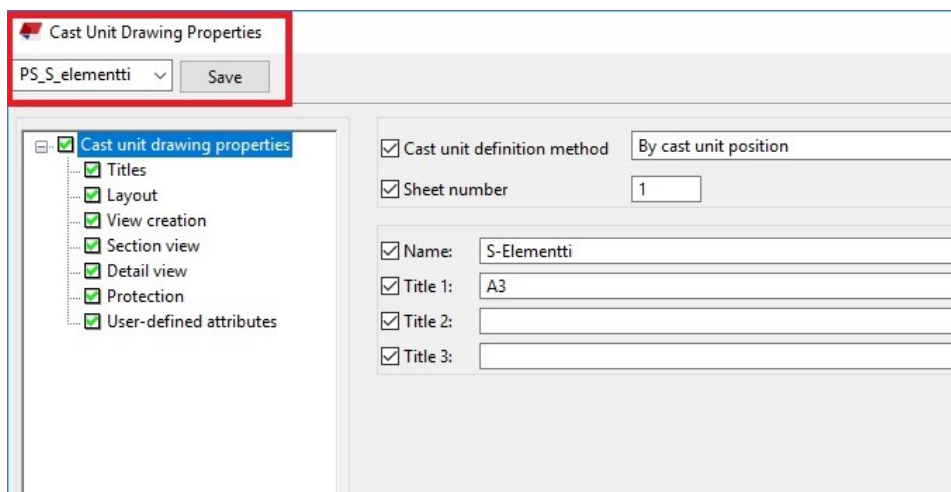 Cast Unit Drawing Properties
PS_S_elementti
Save
Cast unit drawing properties
Titles
Layout
View creation
Section view
Detail view
Protection
User-defined attributes
Cast unit definition method
By cast unit position
Sheet number
1
Name:
S-Elementti
Title 1:
A3
Title 2:
Title 3: